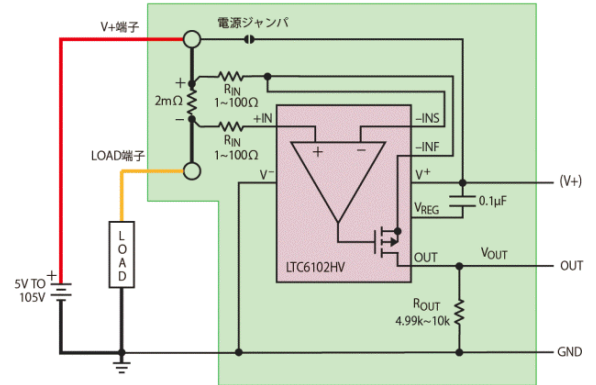 V+端子
電源ジャンパ
+
2mΩ
−
RIN
1~100Ω
RIN
1~100Ω
+IN
–INS
–INF
+
−
V−
V+
(V+)
0.1μF
VREG
LOAD端子
LOAD
LTC6102HV
OUT
VOUT
OUT
+
5V TO
105V
ROUT
4.99k~10k
GND